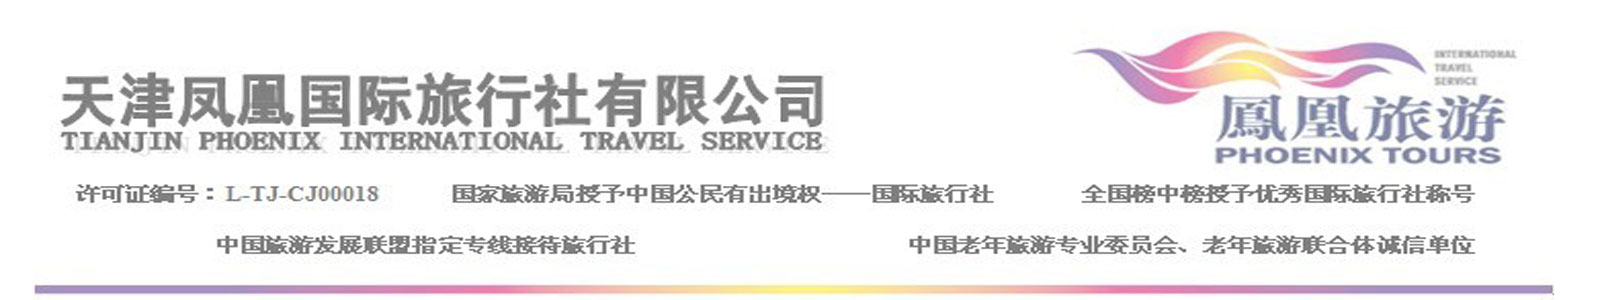 天津凤凰国际旅行社有限公司
TIANJIN PHOENIX INTERNATIONAL TRAVEL SERVICE
INTERNATIONAL
TRAVEL
SERVICE
鳳凰旅游
PHOENIX TOURS
许可证编号：L-TJ-CJ00018 国家旅游局授予中国公民有出境权——国际旅行社 全国榜中榜授予优秀国际旅行社称号
中国旅游发展联盟指定专线接待旅行社 中国老年旅游专业委员会、老年旅游联合体诚信单位